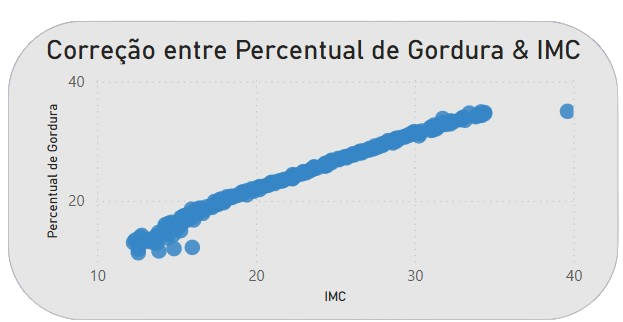 Correção entre Percentual de Gordura & IMC
40
Percentual de Gordura
20
10 20 30 40
IMC